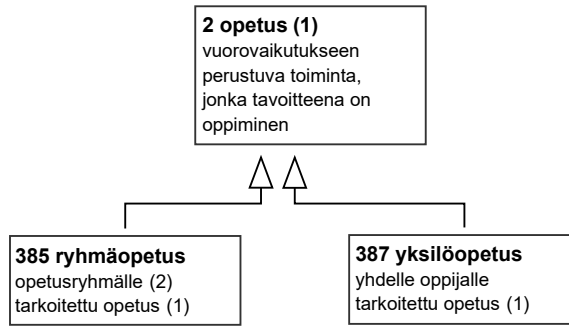 2 opetus (1)
vuorovaikutukseen
perustuva toiminta,
jonka tavoitteena on
oppiminen
385 ryhmäopetus
opetusryhmälle (2)
tarkoitettu opetus (1)
387 yksilöopetus
yhdelle oppijalle
tarkoitettu opetus (1)